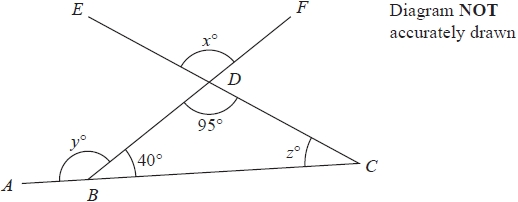 E
F
Diagram NOT
accurately drawn
x°
D
95°
y°
40°
z°
C
A
B